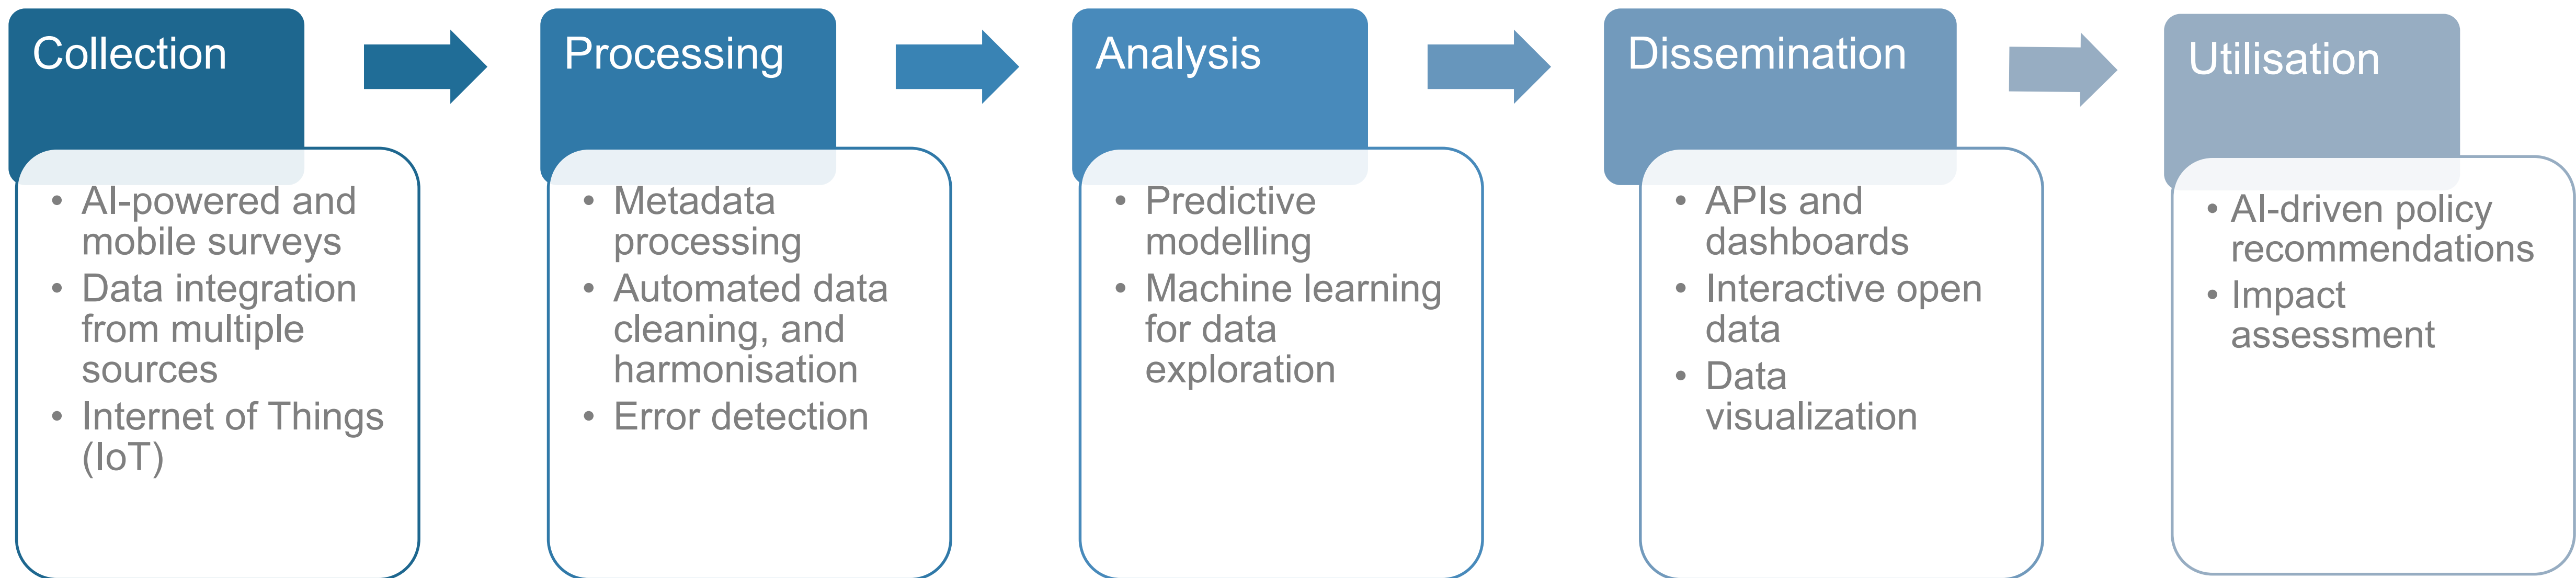 Collection
• AI-powered and
mobile surveys
• Data integration
from multiple
sources
• Internet of Things
(IoT)
Processing
• Metadata
processing
• Automated data
cleaning, and
harmonisation
• Error detection
Analysis
• Predictive
modelling
• Machine learning
for data
exploration
Dissemination
• APIs and
dashboards
• Interactive open
data
• Data
visualization
Utilisation
• AI-driven policy
recommendations
• Impact
assessment